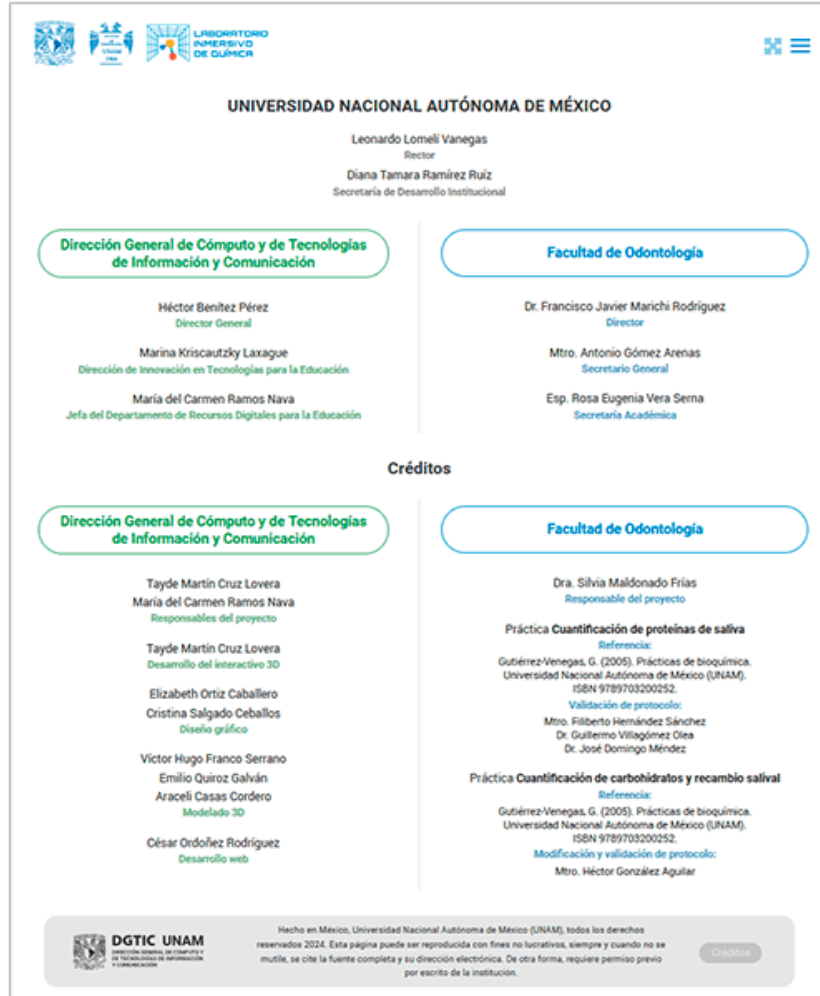 LABORATORIO
INMERSIVO
DE QUÍMICA
UNIVERSIDAD NACIONAL AUTÓNOMA DE MÉXICO
Leonardo Lomelí Vanegas
Rector
Diana Tamara Ramírez Ruíz
Secretaría de Desarrollo Institucional
Dirección General de Cómputo y de Tecnologías
de Información y Comunicación
Héctor Benítez Pérez
Director General
Marina Kriscautzky Laxague
Dirección de Innovación en Tecnologías para la Educación
María del Carmen Ramos Nava
Jefa del Departamento de Recursos Digitales para la Educación
Facultad de Odontología
Dr. Francisco Javier Marichi Rodríguez
Director
Mtro. Antonio Gómez Arenas
Secretario General
Esp. Rosa Eugenia Vera Serna
Secretaría Académica
Créditos
Dirección General de Cómputo y de Tecnologías
de Información y Comunicación
Tayde Martín Cruz Lovera
María del Carmen Ramos Nava
Responsables del proyecto
Tayde Martín Cruz Lovera
Desarrollo del interactivo 3D
Elizabeth Ortiz Caballero
Cristina Salgado Ceballos
Diseño gráfico
Víctor Hugo Franco Serrano
Emilio Quiroz Galván
Araceli Casas Cordero
Modelado 3D
César Ordoñez Rodríguez
Desarrollo web
Facultad de Odontología
Dra. Silvia Maldonado Frías
Responsable del proyecto
Práctica Cuantificación de proteínas de saliva
Referencia:
Gutiérrez-Venegas, G. (2005). Prácticas de bioquímica.
Universidad Nacional Autónoma de México (UNAM).
ISBN 9789703200252.
Validación de protocolo:
Mtro. Filiberto Hernández Sánchez
Dr. Guillermo Villagómez Olea
Dr. José Domingo Méndez
Práctica Cuantificación de carbohidratos y recambio salival
Referencia:
Gutiérrez-Venegas, G. (2005). Prácticas de bioquímica.
Universidad Nacional Autónoma de México (UNAM).
ISBN 9789703200252.
Modificación y validación de protocolo:
Mtro. Héctor González Aguilar
DGTIC UNAM
DIRECCIÓN GENERAL DE CÓMPUTO Y
DE TECNOLOGÍAS DE INFORMACIÓN
Y COMUNICACIÓN
Hecho en México, Universidad Nacional Autónoma de México (UNAM), todos los derechos
reservados 2024. Esta página puede ser reproducida con fines no lucrativos, siempre y cuando no se
mutile, se cite la fuente completa y su dirección electrónica. De otra forma, requiere permiso previo
por escrito de la institución.
Créditos